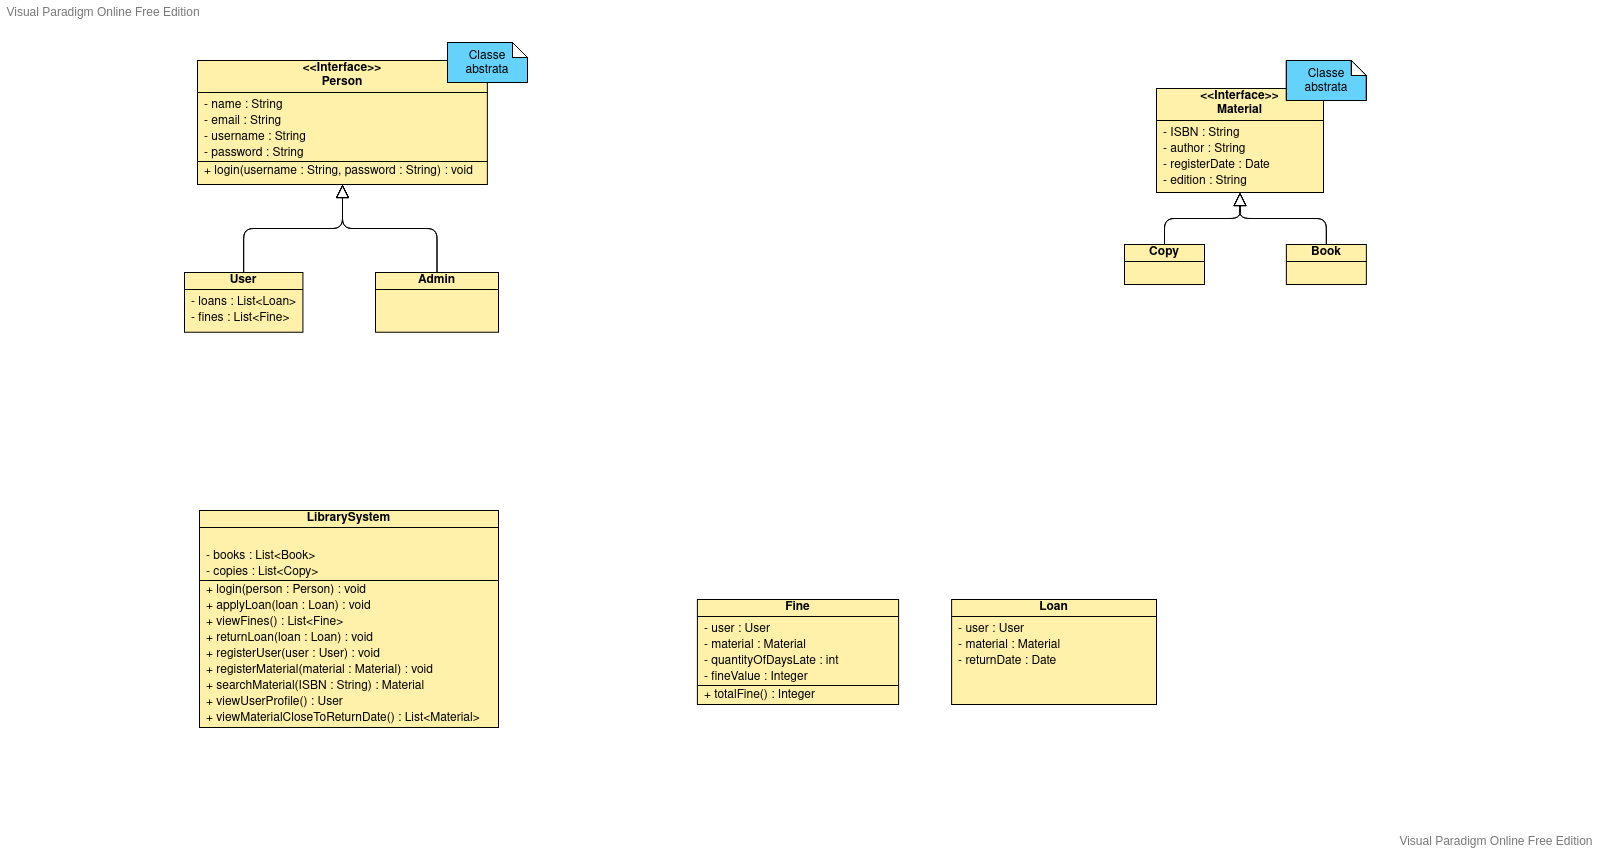 Visual Paradigm Online Free Edition
Classe
abstrata
<<Interface>>
Person
- name : String
- email : String
- username : String
- password : String
+ login(username : String, password : String) : void
User
- loans : List<Loan>
- fines : List<Fine>
Admin
Classe
abstrata
<<Interface>>
Material
- ISBN : String
- author : String
- registerDate : Date
- edition : String
Copy
Book
LibrarySystem
- books : List<Book>
- copies : List<Copy>
+ login(person : Person) : void
+ applyLoan(loan : Loan) : void
+ viewFines() : List<Fine>
+ returnLoan(loan : Loan) : void
+ registerUser(user : User) : void
+ registerMaterial(material : Material) : void
+ searchMaterial(ISBN : String) : Material
+ viewUserProfile() : User
+ viewMaterialCloseToReturnDate() : List<Material>
Fine
- user : User
- material : Material
- quantityOfDaysLate : int
- fineValue : Integer
+ totalFine() : Integer
Loan
- user : User
- material : Material
- returnDate : Date
Visual Paradigm Online Free Edition